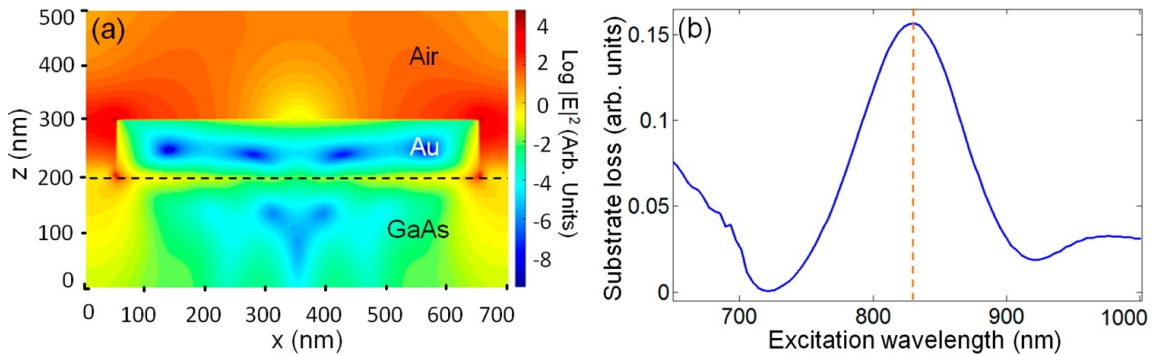 (a)
Air
Au
GaAs
500
400
300
200
100
0
z (nm)
0 100 200 300 400 500 600 700
x (nm)
4
2
0
-2
-4
-6
-8
Log |E|² (Arb. Units)
(b)
0.15
0.1
0.05
0
Substrate loss (arb. units)
700 800 900 1000
Excitation wavelength (nm)